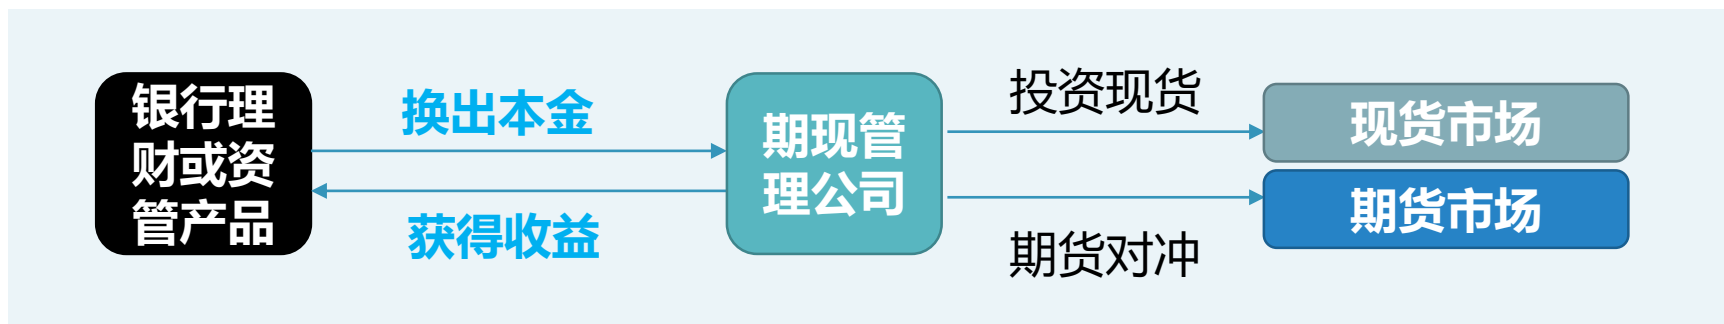 银行理
财或资
管产品
换出本金
获得收益
期现管
理公司
投资现货
期货对冲
现货市场
期货市场